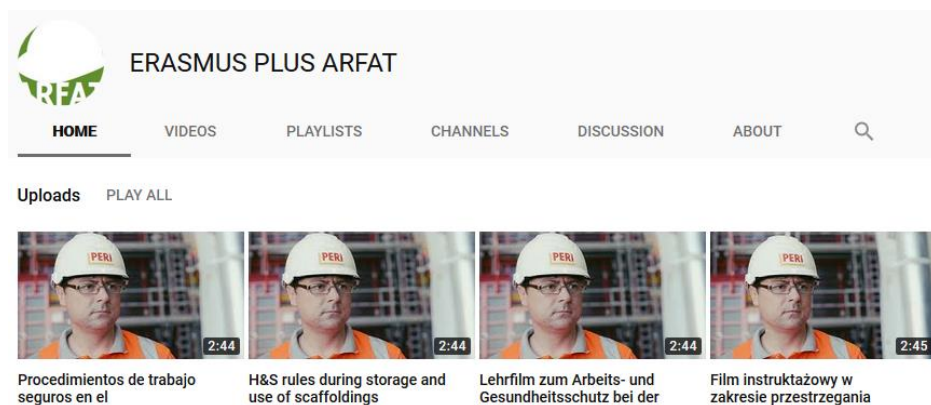 ERASMUS PLUS ARFAT
ARFAT
HOME VIDEOS PLAYLISTS CHANNELS DISCUSSION ABOUT
Uploads PLAY ALL
PERI PERI PERI PERI
2:44 2:44 2:44 2:45
Procedimientos de trabajo
seguros en el
H&S rules during storage and
use of scaffoldings
Lehrfilm zum Arbeits- und
Gesundheitsschutz bei der
Film instruktażowy w
zakresie przestrzegania